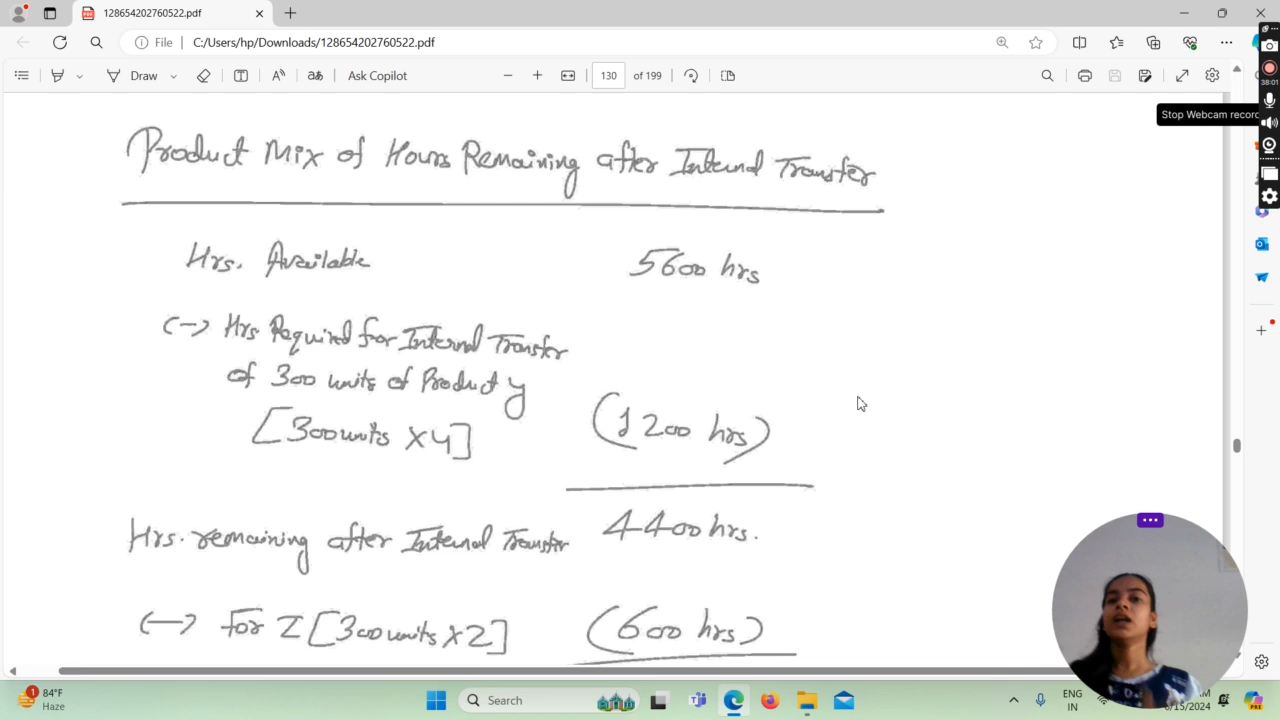 128654202760522.pdf
File
C:/Users/hp/Downloads/128654202760522.pdf
Draw
Ask Copilot
130
of 199
38:01
Stop Webcam record
Product Mix of Hours Remaining after Internal Transfer
Hrs. Available 5600 hrs
(-) Hrs Required for Internal Transfer
of 300 units of Product y
[300 units x 4] (1200 hrs)
Hrs. remaining after Internal Transfer 4400 hrs.
(-) For Z [300 units x 2] (600 hrs)
1
84°F
Haze
Search
ENG
IN
6/15/2024